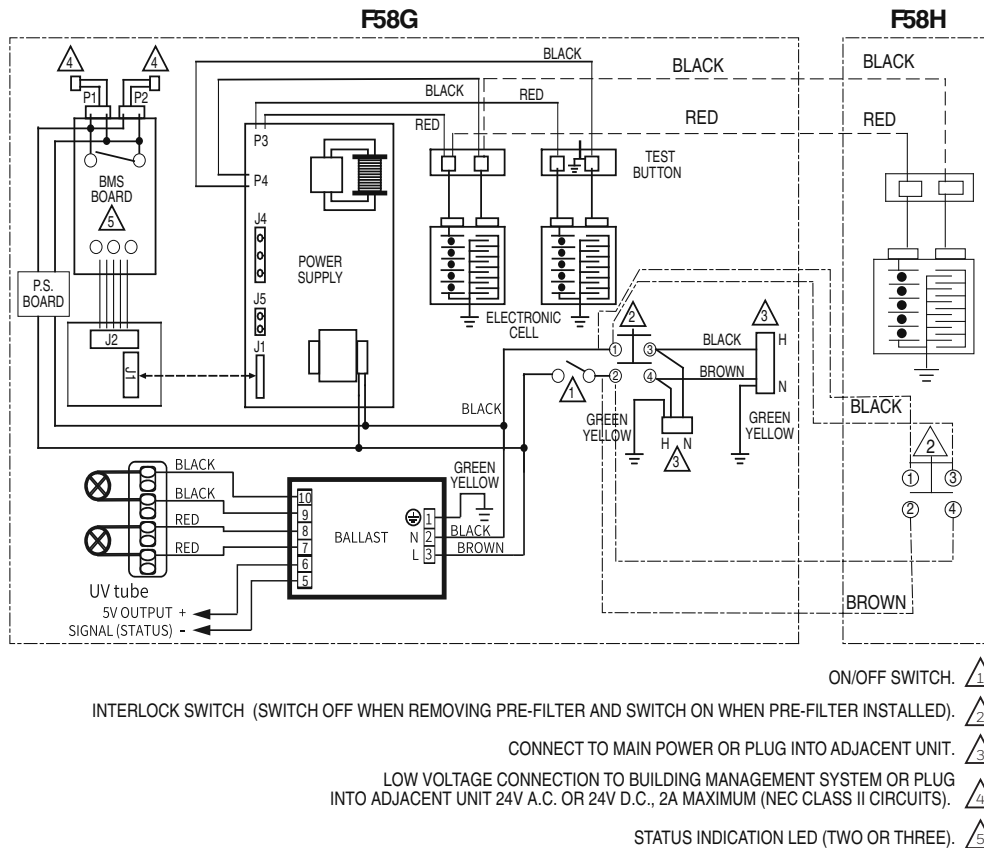 F58G
F58H
4
4
P1
P2
BMS
BOARD
5
P.S.
BOARD
J2
J1
P3
P4
J4
J5
J1
POWER
SUPPLY
BLACK
BLACK
RED
RED
BLACK
RED
BLACK
RED
TEST
BUTTON
ELECTRONIC
CELL
2
3
1
3
BLACK
H
2
4
BROWN
N
1
GREEN
YELLOW
H N
3
GREEN
YELLOW
BLACK
2
1
3
2
4
BROWN
BLACK
BLACK
BLACK
RED
RED
UV tube
5V OUTPUT +
SIGNAL (STATUS) -
10
9
8
7
6
5
BALLAST
GREEN
YELLOW
1
N 2 BLACK
L 3 BROWN
ON/OFF SWITCH. 1
INTERLOCK SWITCH (SWITCH OFF WHEN REMOVING PRE-FILTER AND SWITCH ON WHEN PRE-FILTER INSTALLED). 2
CONNECT TO MAIN POWER OR PLUG INTO ADJACENT UNIT. 3
LOW VOLTAGE CONNECTION TO BUILDING MANAGEMENT SYSTEM OR PLUG
INTO ADJACENT UNIT 24V A.C. OR 24V D.C., 2A MAXIMUM (NEC CLASS II CIRCUITS). 4
STATUS INDICATION LED (TWO OR THREE). 5